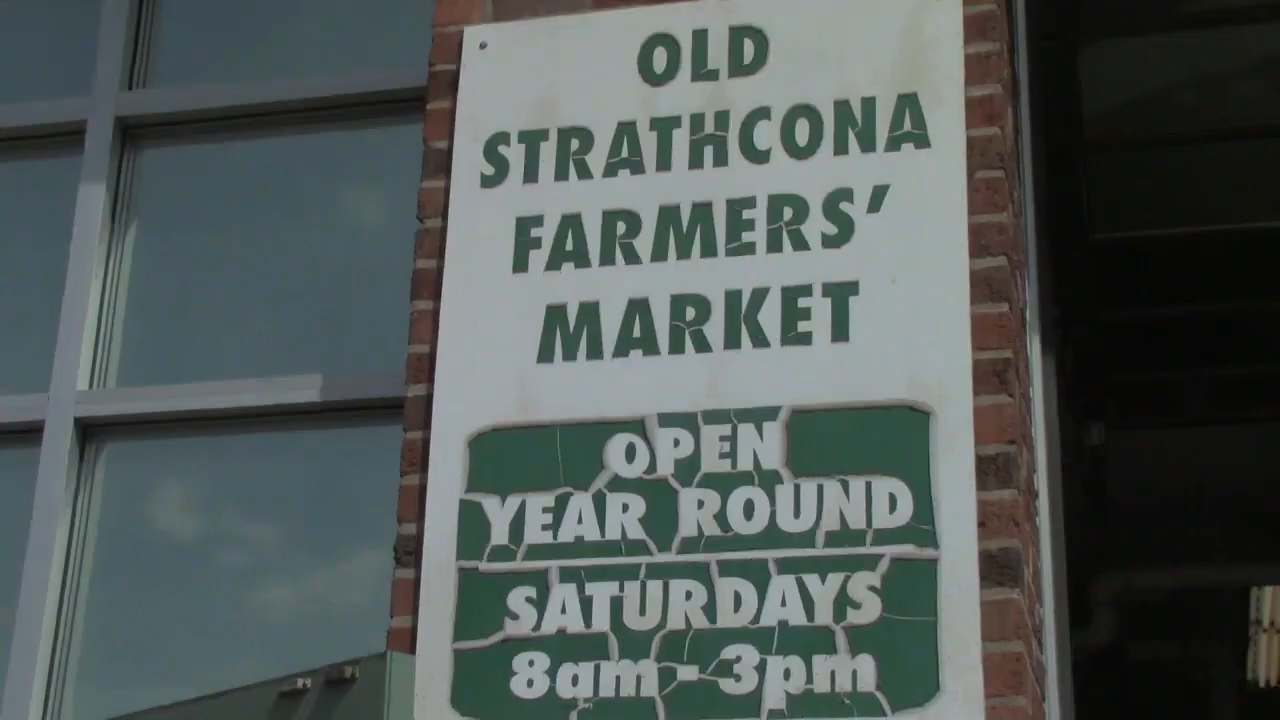 OLD
STRATHCONA
FARMERS'
MARKET
OPEN
YEAR ROUND
SATURDAYS
8am - 3pm